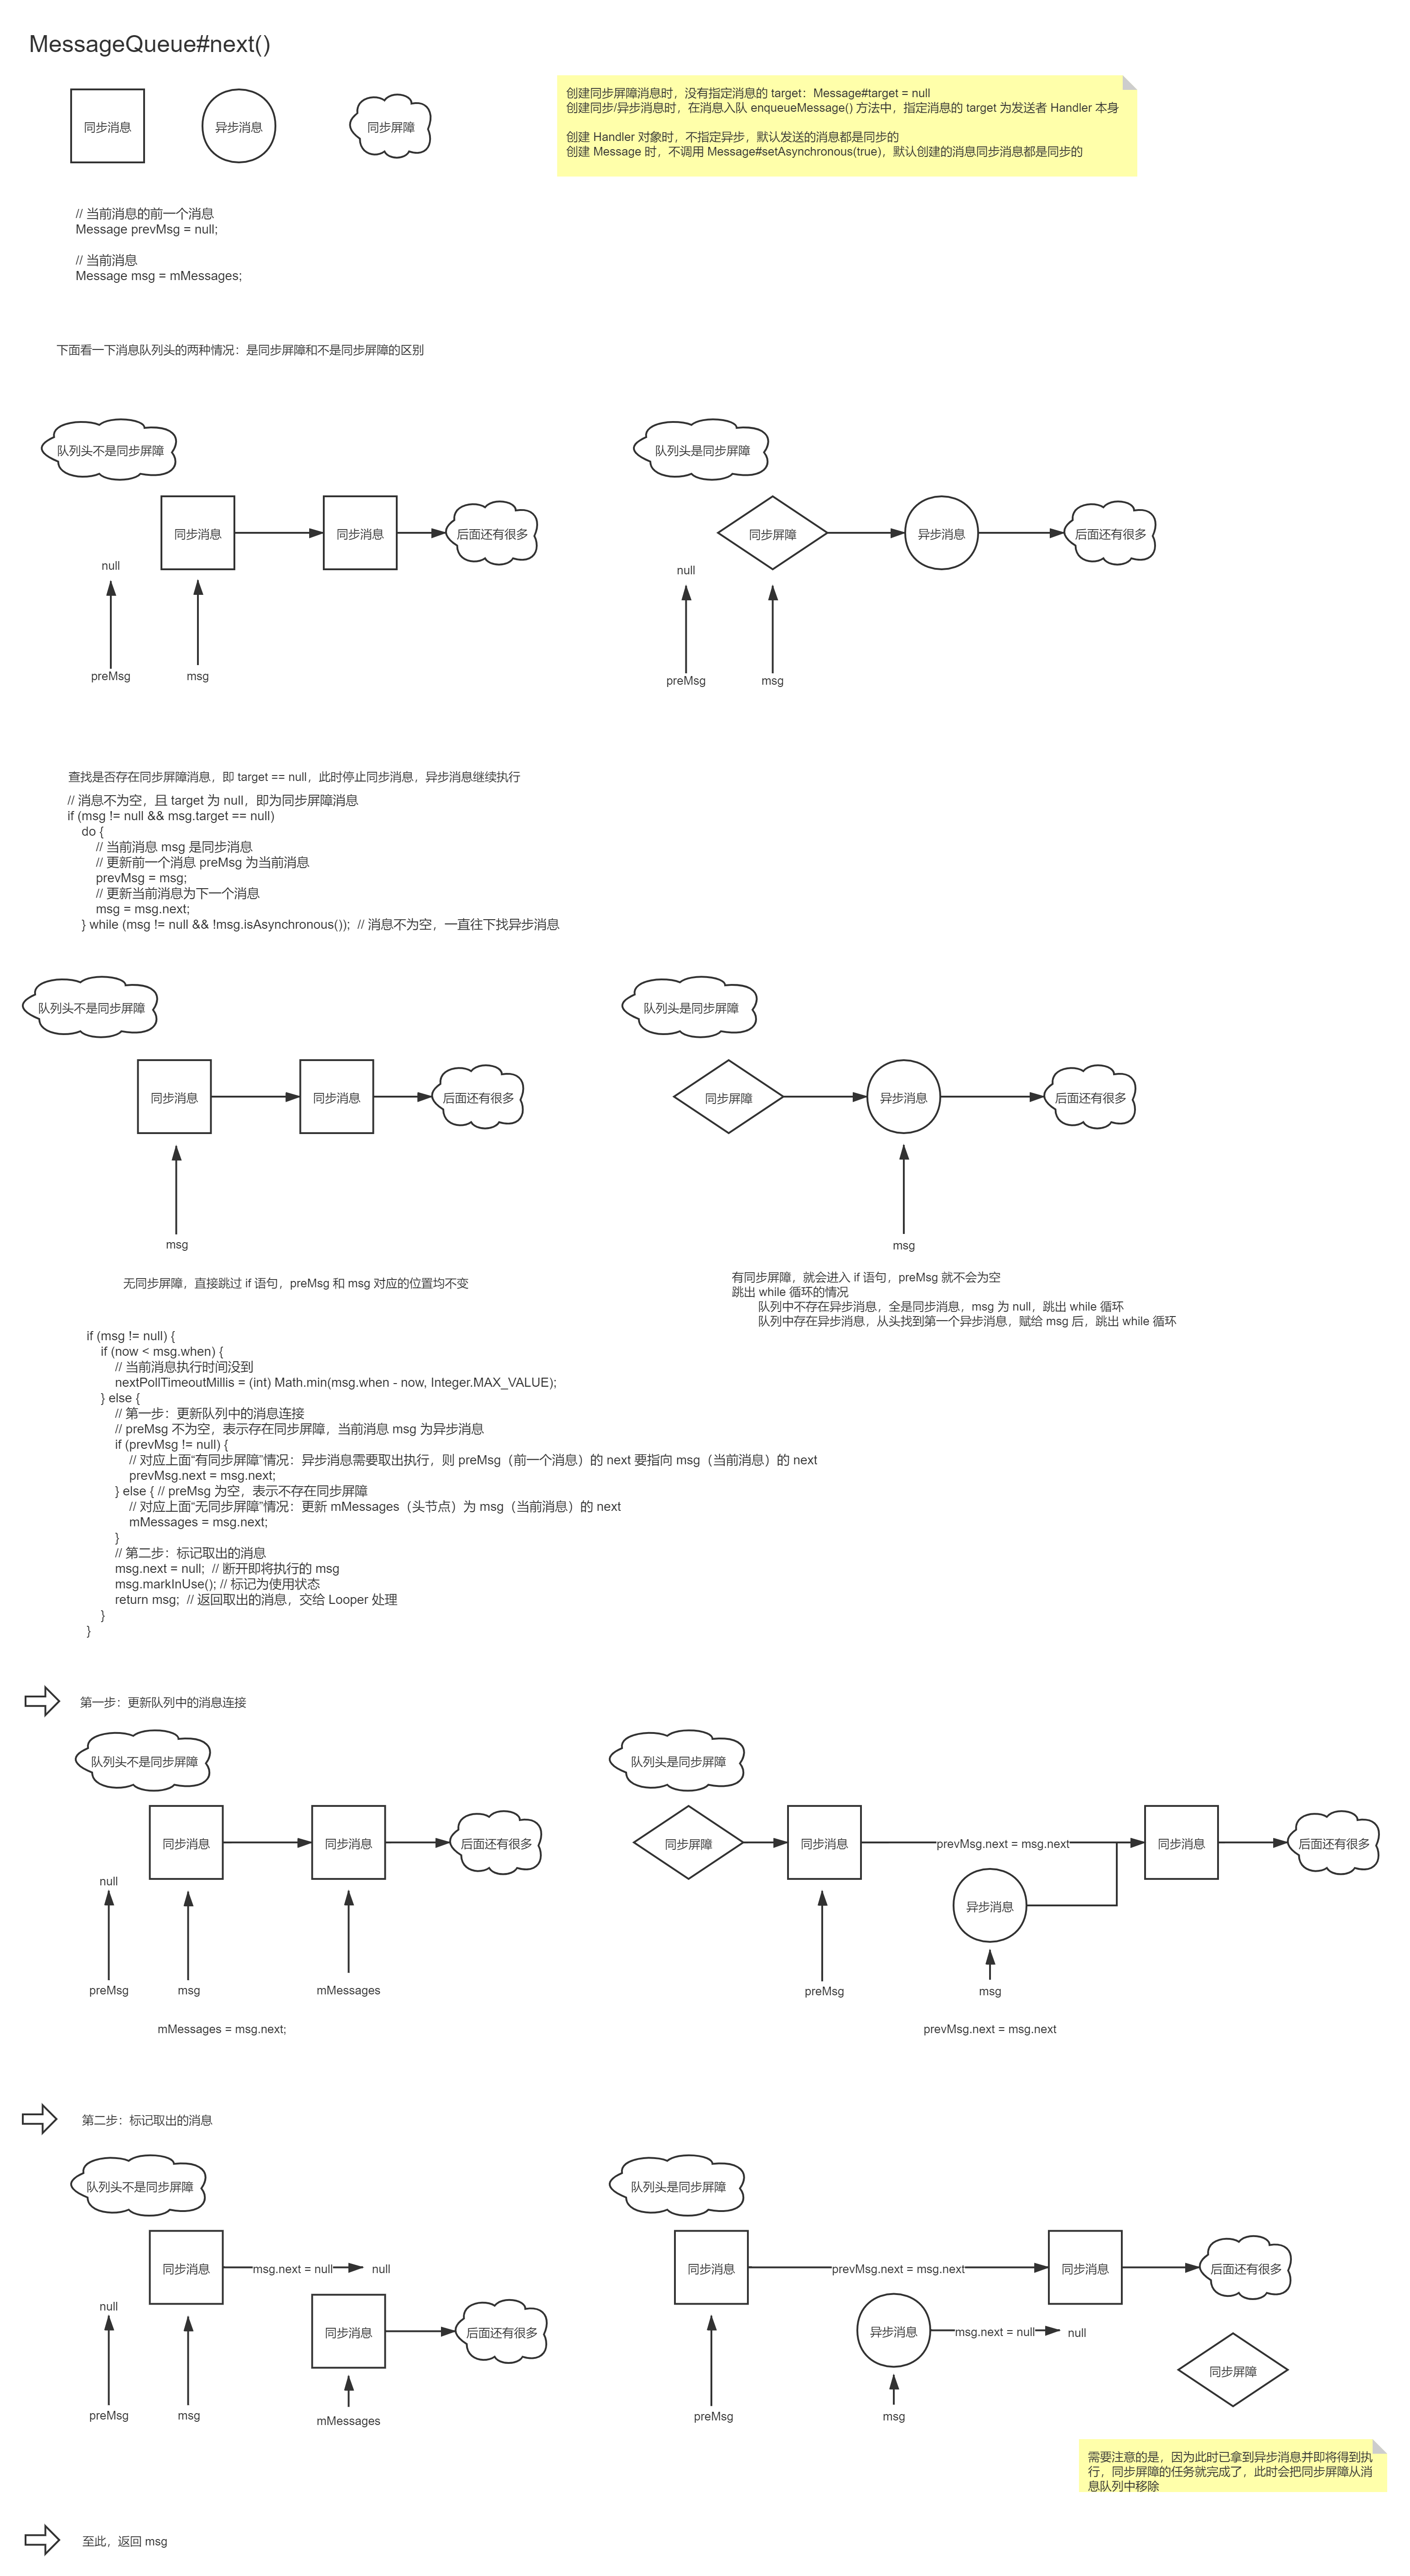 MessageQueue#next()
同步消息
异步消息
同步屏障
创建同步屏障消息时，没有指定消息的 target：Message#target = null
创建同步/异步消息时，在消息入队 enqueueMessage() 方法中，指定消息的 target 为发送者 Handler 本身
创建 Handler 对象时，不指定异步，默认发送的消息都是同步的
创建 Message 时，不调用 Message#setAsynchronous(true)，默认创建的消息同步消息都是同步的
// 当前消息的前一个消息
Message prevMsg = null;
// 当前消息
Message msg = mMessages;
下面看一下消息队列头的两种情况：是同步屏障和不是同步屏障的区别
队列头不是同步屏障
同步消息
同步消息
后面还有很多
null
preMsg
msg
队列头是同步屏障
同步屏障
异步消息
后面还有很多
null
preMsg
msg
查找是否存在同步屏障消息，即 target == null，此时停止同步消息，异步消息继续执行
// 消息不为空，且 target 为 null，即为同步屏障消息
if (msg != null && msg.target == null)
do {
// 当前消息 msg 是同步消息
// 更新前一个消息 preMsg 为当前消息
prevMsg = msg;
// 更新当前消息为下一个消息
msg = msg.next;
} while (msg != null && !msg.isAsynchronous());  // 消息不为空，一直往下找异步消息
队列头不是同步屏障
同步消息
同步消息
后面还有很多
msg
无同步屏障，直接跳过 if 语句，preMsg 和 msg 对应的位置均不变
队列头是同步屏障
同步屏障
异步消息
后面还有很多
msg
有同步屏障，就会进入 if 语句，preMsg 就不会为空
跳出 while 循环的情况
队列中不存在异步消息，全是同步消息，msg 为 null，跳出 while 循环
队列中存在异步消息，从头找到第一个异步消息，赋给 msg 后，跳出 while 循环
if (msg != null) {
if (now < msg.when) {
// 当前消息执行时间没到
nextPollTimeoutMillis = (int) Math.min(msg.when - now, Integer.MAX_VALUE);
} else {
// 第一步：更新队列中的消息连接
// preMsg 不为空，表示存在同步屏障，当前消息 msg 为异步消息
if (prevMsg != null) {
// 对应上面“有同步屏障”情况：异步消息需要取出执行，则 preMsg（前一个消息）的 next 要指向 msg（当前消息）的 next
prevMsg.next = msg.next;
} else { // preMsg 为空，表示不存在同步屏障
// 对应上面“无同步屏障”情况：更新 mMessages（头节点）为 msg（当前消息）的 next
mMessages = msg.next;
}
// 第二步：标记取出的消息
msg.next = null;  // 断开即将执行的 msg
msg.markInUse(); // 标记为使用状态
return msg;  // 返回取出的消息，交给 Looper 处理
}
}
第一步：更新队列中的消息连接
队列头不是同步屏障
同步消息
同步消息
后面还有很多
null
preMsg
msg
mMessages
mMessages = msg.next;
队列头是同步屏障
同步屏障
同步消息
prevMsg.next = msg.next
同步消息
后面还有很多
异步消息
preMsg
msg
prevMsg.next = msg.next
第二步：标记取出的消息
队列头不是同步屏障
同步消息
msg.next = null
null
null
同步消息
后面还有很多
preMsg
msg
mMessages
队列头是同步屏障
同步消息
prevMsg.next = msg.next
同步消息
后面还有很多
异步消息
msg.next = null
null
同步屏障
preMsg
msg
需要注意的是，因为此时已拿到异步消息并即将得到执
行，同步屏障的任务就完成了，此时会把同步屏障从消
息队列中移除
至此，返回 msg